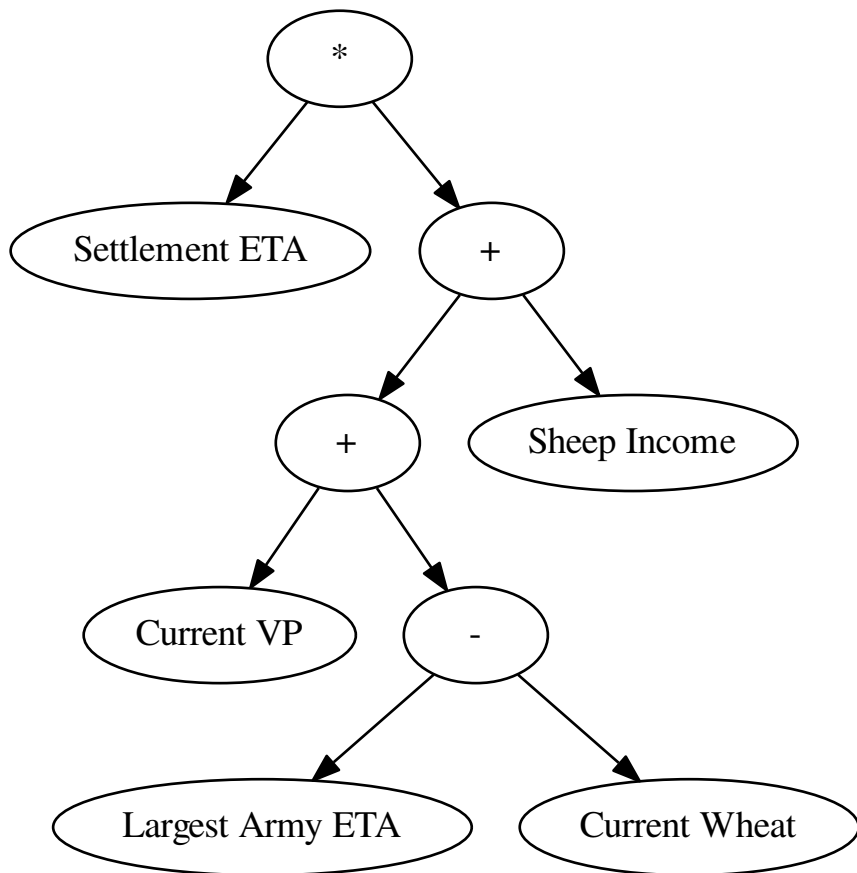 *
Settlement ETA
+
+
Sheep Income
Current VP
-
Largest Army ETA
Current Wheat